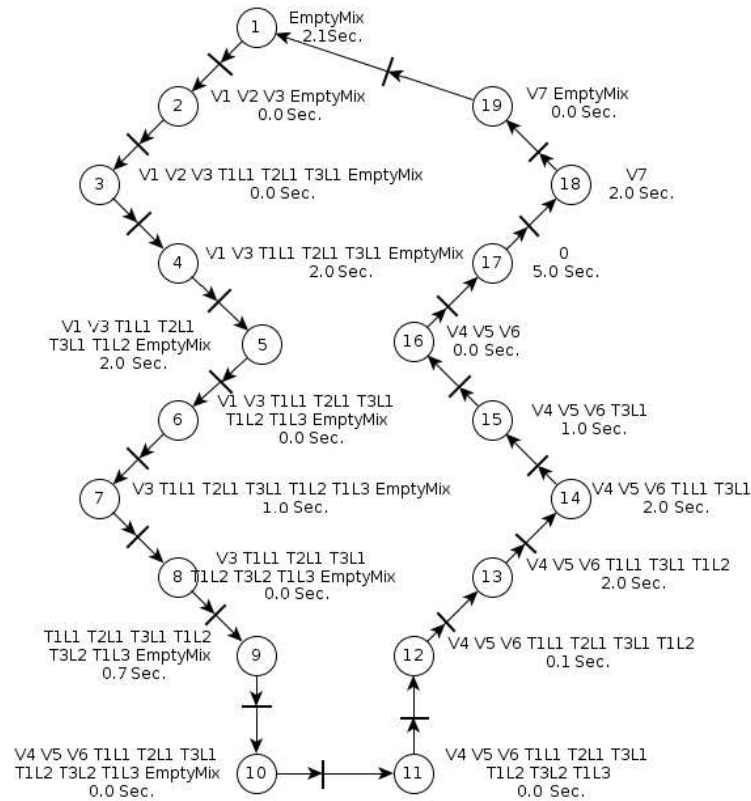 1
EmptyMix
2.1Sec.
2
V1 V2 V3 EmptyMix
0.0 Sec.
19
V7 EmptyMix
0.0 Sec.
3
V1 V2 V3 T1L1 T2L1 T3L1 EmptyMix
0.0 Sec.
18
V7
2.0 Sec.
4
V1 V3 T1L1 T2L1 T3L1 EmptyMix
2.0 Sec.
17
0
5.0 Sec.
V1 V3 T1L1 T2L1
T3L1 T1L2 EmptyMix
2.0 Sec.
5
16
V4 V5 V6
0.0 Sec.
6
V1 V3 T1L1 T2L1 T3L1
T1L2 T1L3 EmptyMix
0.0 Sec.
15
V4 V5 V6 T3L1
1.0 Sec.
7
V3 T1L1 T2L1 T3L1 T1L2 T1L3 EmptyMix
1.0 Sec.
14
V4 V5 V6 T1L1 T3L1
2.0 Sec.
8
V3 T1L1 T2L1 T3L1
T1L2 T3L2 T1L3 EmptyMix
0.0 Sec.
13
V4 V5 V6 T1L1 T3L1 T1L2
2.0 Sec.
T1L1 T2L1 T3L1 T1L2
T3L2 T1L3 EmptyMix
0.7 Sec.
9
12
V4 V5 V6 T1L1 T2L1 T3L1 T1L2
0.1 Sec.
V4 V5 V6 T1L1 T2L1 T3L1
T1L2 T3L2 T1L3 EmptyMix
0.0 Sec.
10
11
V4 V5 V6 T1L1 T2L1 T3L1
T1L2 T3L2 T1L3
0.0 Sec.